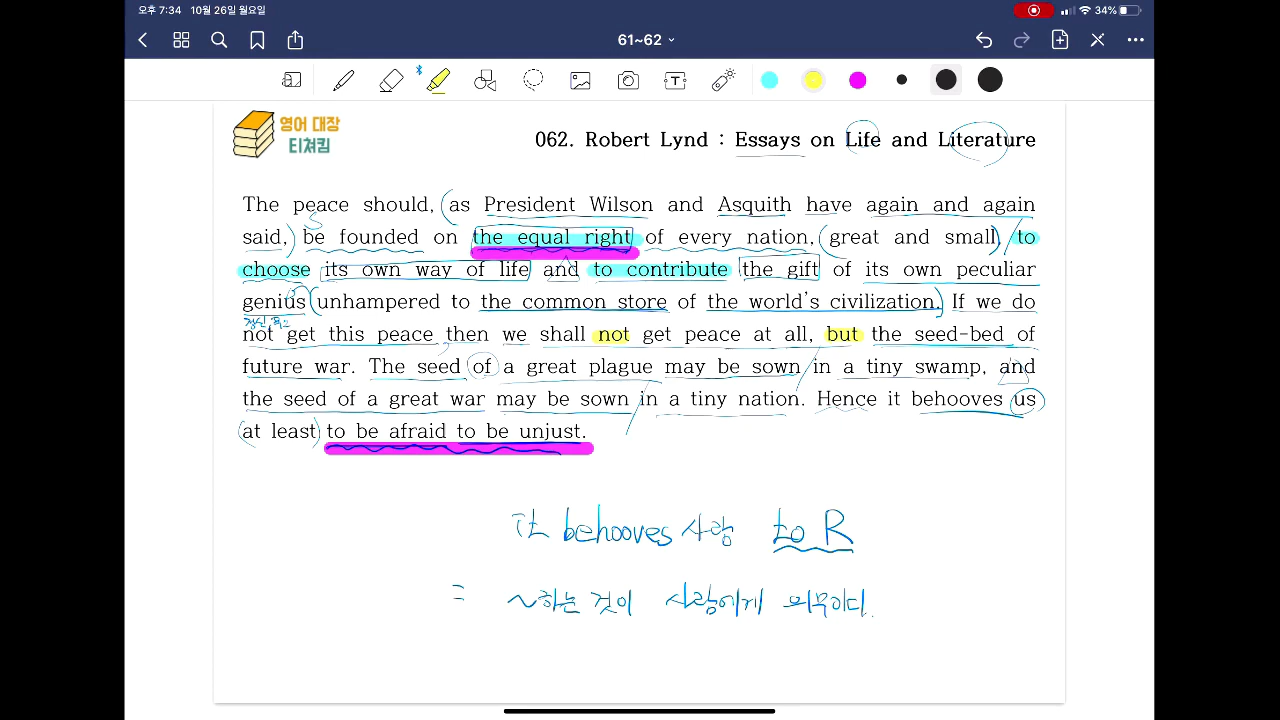 오후 7:34 10월 26일 월요일 34%
61~62
영어 대장
티쳐킴
062. Robert Lynd : Essays on Life and Literature
The peace should, (as President Wilson and Asquith have again and again
said,) be founded on the equal right of every nation, (great and small) to
choose its own way of life and to contribute the gift of its own peculiar
genius (unhampered to the common store of the world's civilization.) If we do
not get this peace, then we shall not get peace at all, but the seed-bed of
future war. The seed of a great plague may be sown in a tiny swamp, and
the seed of a great war may be sown in a tiny nation. Hence it behooves us
(at least) to be afraid to be unjust.
it behooves 사람 to R
= ~하는 것이 사람에게 의무이다.